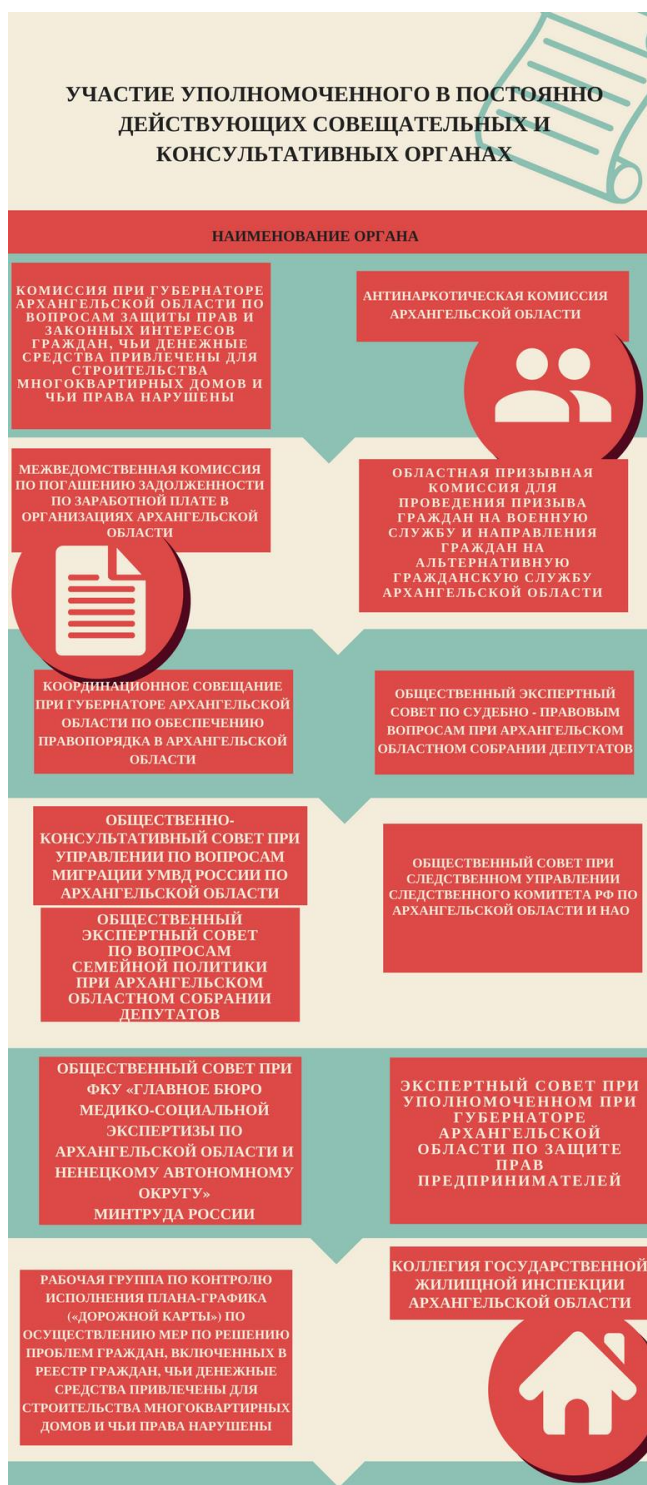 УЧАСТИЕ УПОЛНОМОЧЕННОГО В ПОСТОЯННО
ДЕЙСТВУЮЩИХ СОВЕЩАТЕЛЬНЫХ И
КОНСУЛЬТАТИВНЫХ ОРГАНАХ
НАИМЕНОВАНИЕ ОРГАНА
КОМИССИЯ ПРИ ГУБЕРНАТОРЕ
АРХАНГЕЛЬСКОЙ ОБЛАСТИ ПО
ВОПРОСАМ ЗАЩИТЫ ПРАВ И
ЗАКОННЫХ ИНТЕРЕСОВ
ГРАЖДАН, ЧЬИ ДЕНЕЖНЫЕ
СРЕДСТВА ПРИВЛЕЧЕНЫ ДЛЯ
СТРОИТЕЛЬСТВА
МНОГОКВАРТИРНЫХ ДОМОВ И
ЧЬИ ПРАВА НАРУШЕНЫ
АНТИНАРКОТИЧЕСКАЯ КОМИССИЯ
АРХАНГЕЛЬСКОЙ ОБЛАСТИ
МЕЖВЕДОМСТВЕННАЯ КОМИССИЯ
ПО ПОГАШЕНИЮ ЗАДОЛЖЕННОСТИ
ПО ЗАРАБОТНОЙ ПЛАТЕ В
ОРГАНИЗАЦИЯХ АРХАНГЕЛЬСКОЙ
ОБЛАСТИ
ОБЛАСТНАЯ ПРИЗЫВНАЯ
КОМИССИЯ ДЛЯ
ПРОВЕДЕНИЯ ПРИЗЫВА
ГРАЖДАН НА ВОЕННУЮ
СЛУЖБУ И НАПРАВЛЕНИЯ
ГРАЖДАН НА
АЛЬТЕРНАТИВНУЮ
ГРАЖДАНСКУЮ СЛУЖБУ
АРХАНГЕЛЬСКОЙ ОБЛАСТИ
КООРДИНАЦИОННОЕ СОВЕЩАНИЕ
ПРИ ГУБЕРНАТОРЕ АРХАНГЕЛЬСКОЙ
ОБЛАСТИ ПО ОБЕСПЕЧЕНИЮ
ПРАВОПОРЯДКА В АРХАНГЕЛЬСКОЙ
ОБЛАСТИ
ОБЩЕСТВЕННЫЙ ЭКСПЕРТНЫЙ
СОВЕТ ПО СУДЕБНО - ПРАВОВЫМ
ВОПРОСАМ ПРИ АРХАНГЕЛЬСКОМ
ОБЛАСТНОМ СОБРАНИИ ДЕПУТАТОВ
ОБЩЕСТВЕННО-
КОНСУЛЬТАТИВНЫЙ СОВЕТ ПРИ
УПРАВЛЕНИИ ПО ВОПРОСАМ
МИГРАЦИИ УМВД РОССИИ ПО
АРХАНГЕЛЬСКОЙ ОБЛАСТИ
ОБЩЕСТВЕННЫЙ СОВЕТ ПРИ
СЛЕДСТВЕННОМ УПРАВЛЕНИИ
СЛЕДСТВЕННОГО КОМИТЕТА РФ ПО
АРХАНГЕЛЬСКОЙ ОБЛАСТИ И НАО
ОБЩЕСТВЕННЫЙ
ЭКСПЕРТНЫЙ СОВЕТ
ПО ВОПРОСАМ
СЕМЕЙНОЙ ПОЛИТИКИ
ПРИ АРХАНГЕЛЬСКОМ
ОБЛАСТНОМ СОБРАНИИ
ДЕПУТАТОВ
ОБЩЕСТВЕННЫЙ СОВЕТ ПРИ
ФКУ «ГЛАВНОЕ БЮРО
МЕДИКО-СОЦИАЛЬНОЙ
ЭКСПЕРТИЗЫ ПО
АРХАНГЕЛЬСКОЙ ОБЛАСТИ И
НЕНЕЦКОМУ АВТОНОМНОМУ
ОКРУГУ»
МИНТРУДА РОССИИ
ЭКСПЕРТНЫЙ СОВЕТ ПРИ
УПОЛНОМОЧЕННОМ ПРИ
ГУБЕРНАТОРЕ
АРХАНГЕЛЬСКОЙ
ОБЛАСТИ ПО ЗАЩИТЕ
ПРАВ
ПРЕДПРИНИМАТЕЛЕЙ
РАБОЧАЯ ГРУППА ПО КОНТРОЛЮ
ИСПОЛНЕНИЯ ПЛАНА-ГРАФИКА
(«ДОРОЖНОЙ КАРТЫ») ПО
ОСУЩЕСТВЛЕНИЮ МЕР ПО РЕШЕНИЮ
ПРОБЛЕМ ГРАЖДАН, ВКЛЮЧЕННЫХ В
РЕЕСТР ГРАЖДАН, ЧЬИ ДЕНЕЖНЫЕ
СРЕДСТВА ПРИВЛЕЧЕНЫ ДЛЯ
СТРОИТЕЛЬСТВА МНОГОКВАРТИРНЫХ
ДОМОВ И ЧЬИ ПРАВА НАРУШЕНЫ
КОЛЛЕГИЯ ГОСУДАРСТВЕННОЙ
ЖИЛИЩНОЙ ИНСПЕКЦИИ
АРХАНГЕЛЬСКОЙ ОБЛАСТИ